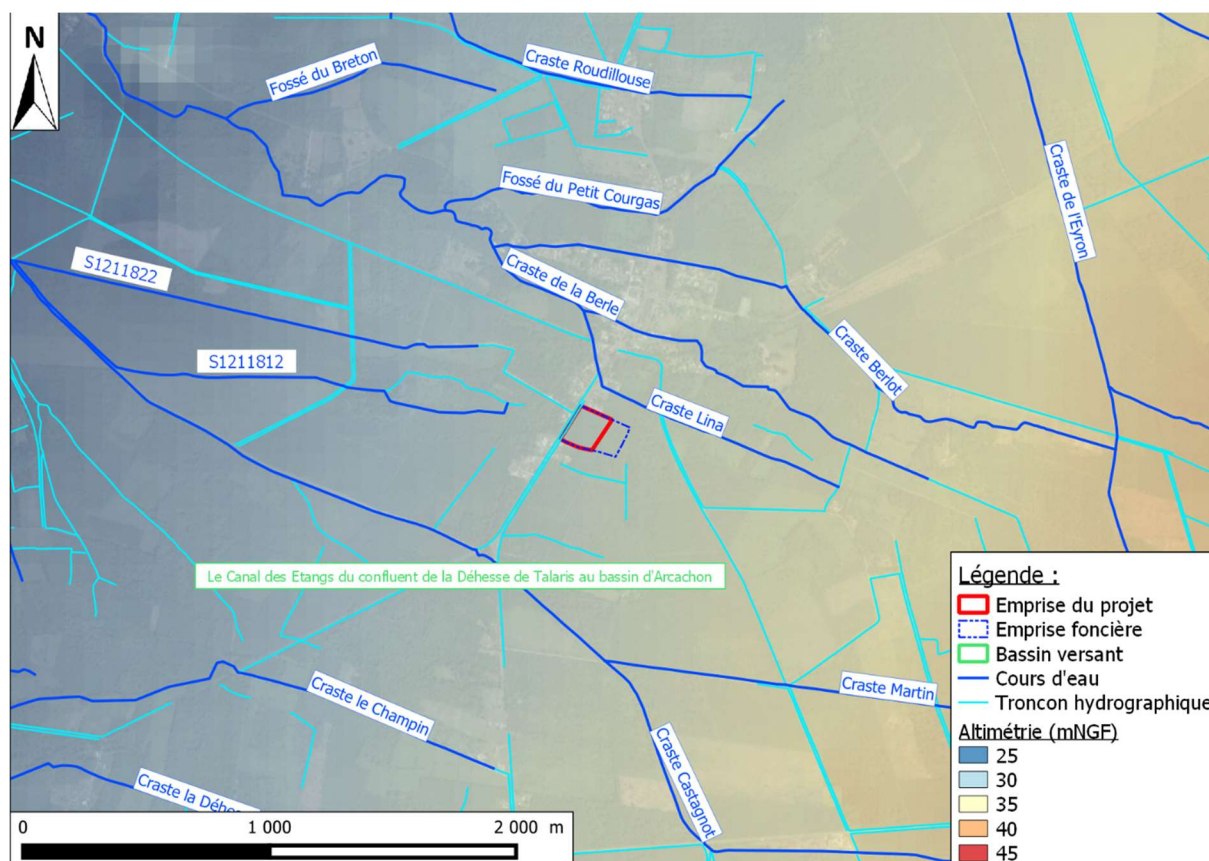 N
Fossé du Breton
Craste Roudillouse
Fossé du Petit Courgas
Craste de l'Eyron
S1211822
Craste de la Berle
S1211812
Craste Berlot
Craste Lina
Le Canal des Etangs du confluent de la Déhesse de Talaris au bassin d'Arcachon
Craste Martin
Craste le Champin
Craste Castagnot
Craste la Déhes
0 1 000 2 000 m
Légende :
Emprise du projet
Emprise foncière
Bassin versant
Cours d'eau
Troncon hydrographique
Altimétrie (mNGF)
25
30
35
40
45